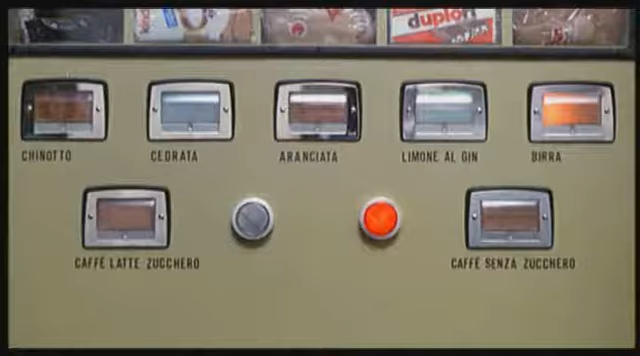 duplo!
CHINOTTO
CEDRATA
ARANCIATA
LIMONE AL GIN
BIRRA
CAFFÈ LATTE ZUCCHERO
CAFFÈ SENZA ZUCCHERO